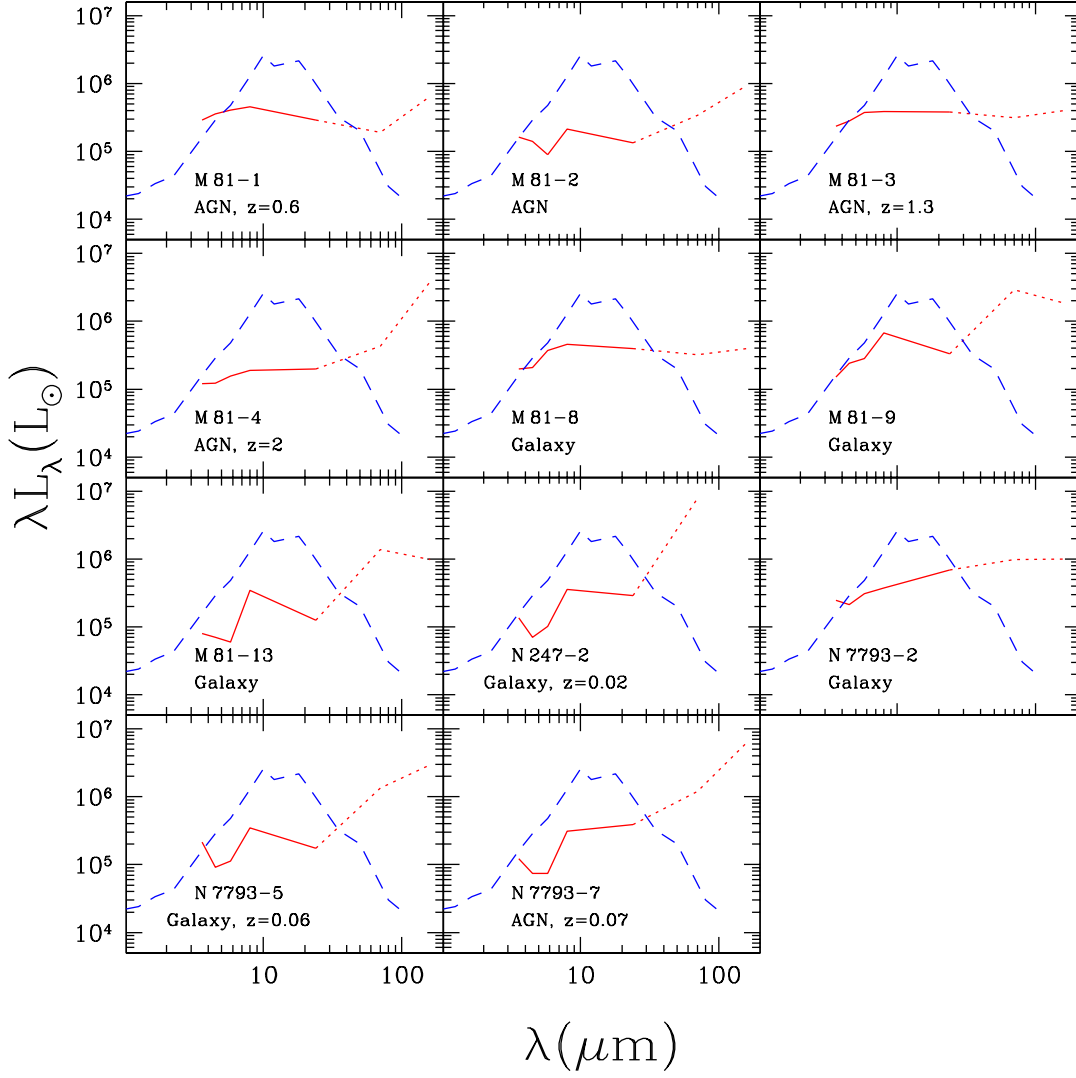 10⁷
10⁶
10⁵
10⁴
M 81−1
AGN, z=0.6
M 81−2
AGN
M 81−3
AGN, z=1.3
10⁷
10⁶
10⁵
10⁴
M 81−4
AGN, z=2
M 81−8
Galaxy
M 81−9
Galaxy
λL_λ (L_⊙)
10⁷
10⁶
10⁵
10⁴
M 81−13
Galaxy
N 247−2
Galaxy, z=0.02
N 7793−2
Galaxy
10⁷
10⁶
10⁵
10⁴
N 7793−5
Galaxy, z=0.06
N 7793−7
AGN, z=0.07
10 100 10 100
λ(μm)